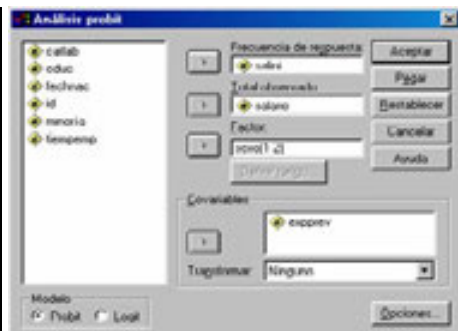 Análisis probit
catlab
educ
fechnac
id
minoria
tiempemp
Frecuencia de respuesta:
salini
Total observado:
salario
Factor:
sexo(1 2)
Definir rango...
Covariables
expprev
Transformar: Ninguno
Modelo
Probit
Logit
Aceptar
Pegar
Restablecer
Cancelar
Ayuda
Opciones...